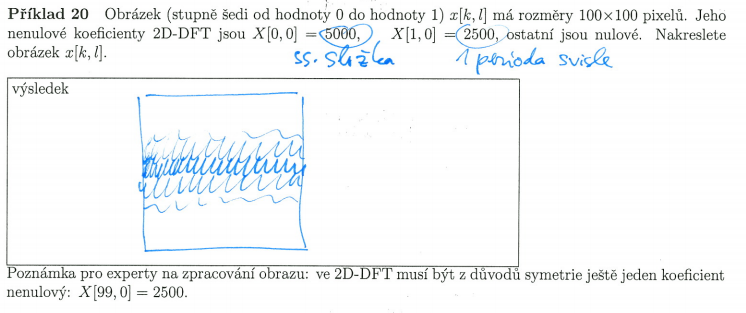 Příklad 20 Obrázek (stupně šedi od hodnoty 0 do hodnoty 1) x[k, l] má rozměry 100×100 pixelů. Jeho
nenulové koeficienty 2D-DFT jsou X[0, 0] = 5000, X[1, 0] = 2500, ostatní jsou nulové. Nakreslete
obrázek x[k, l].
ss. složka 1 perioda svisle
výsledek
Poznámka pro experty na zpracování obrazu: ve 2D-DFT musí být z důvodů symetrie ještě jeden koeficient
nenulový: X[99, 0] = 2500.